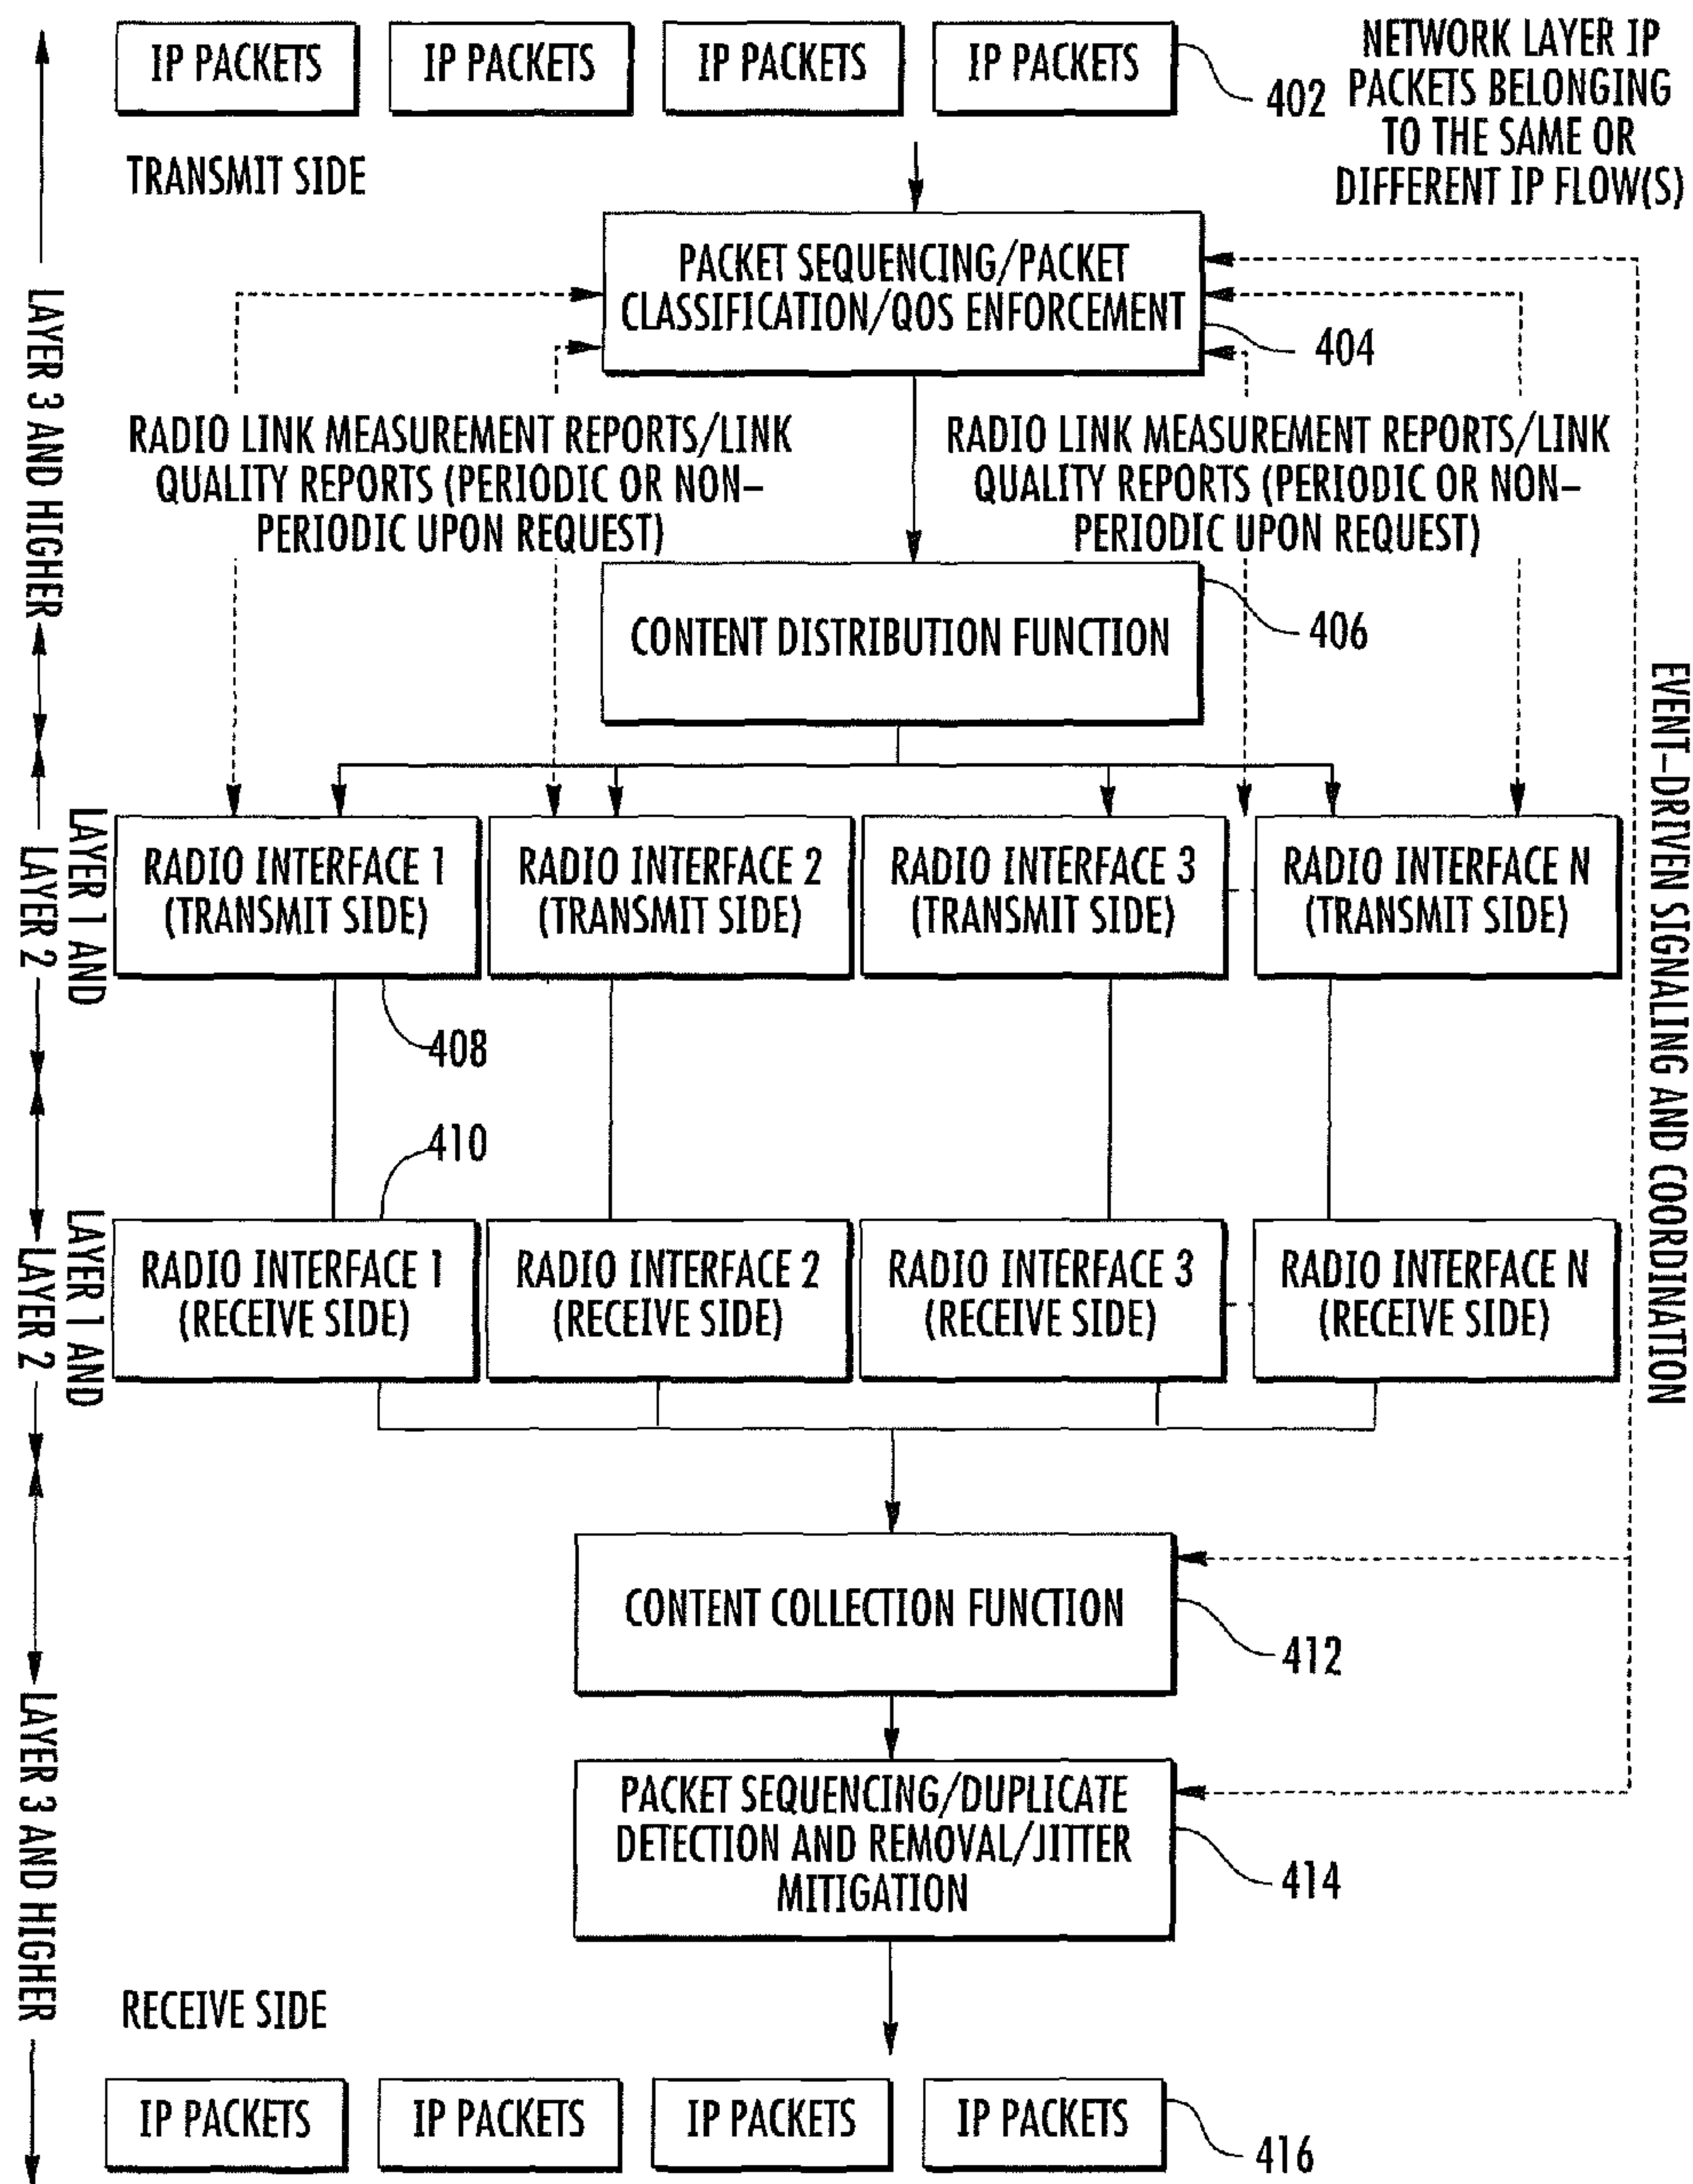 IP PACKETS
IP PACKETS
IP PACKETS
IP PACKETS
402
NETWORK LAYER IP
PACKETS BELONGING
TO THE SAME OR
DIFFERENT IP FLOW(S)
TRANSMIT SIDE
LAYER 3 AND HIGHER
PACKET SEQUENCING/PACKET
CLASSIFICATION/QOS ENFORCEMENT
404
RADIO LINK MEASUREMENT REPORTS/LINK
QUALITY REPORTS (PERIODIC OR NON–
PERIODIC UPON REQUEST)
RADIO LINK MEASUREMENT REPORTS/LINK
QUALITY REPORTS (PERIODIC OR NON–
PERIODIC UPON REQUEST)
CONTENT DISTRIBUTION FUNCTION
406
EVENT–DRIVEN SIGNALING AND COORDINATION
LAYER 1 AND
LAYER 2
RADIO INTERFACE 1
(TRANSMIT SIDE)
RADIO INTERFACE 2
(TRANSMIT SIDE)
RADIO INTERFACE 3
(TRANSMIT SIDE)
RADIO INTERFACE N
(TRANSMIT SIDE)
408
410
LAYER 1 AND
LAYER 2
RADIO INTERFACE 1
(RECEIVE SIDE)
RADIO INTERFACE 2
(RECEIVE SIDE)
RADIO INTERFACE 3
(RECEIVE SIDE)
RADIO INTERFACE N
(RECEIVE SIDE)
CONTENT COLLECTION FUNCTION
412
LAYER 3 AND HIGHER
PACKET SEQUENCING/DUPLICATE
DETECTION AND REMOVAL/JITTER
MITIGATION
414
RECEIVE SIDE
IP PACKETS
IP PACKETS
IP PACKETS
IP PACKETS
416